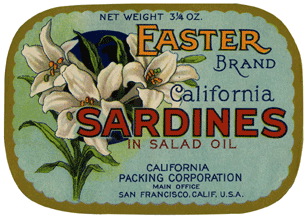 NET WEIGHT 3¼ OZ.
EASTER
BRAND
California
SARDINES
IN SALAD OIL
CALIFORNIA
PACKING CORPORATION
MAIN OFFICE
SAN FRANCISCO, CALIF. U.S.A.